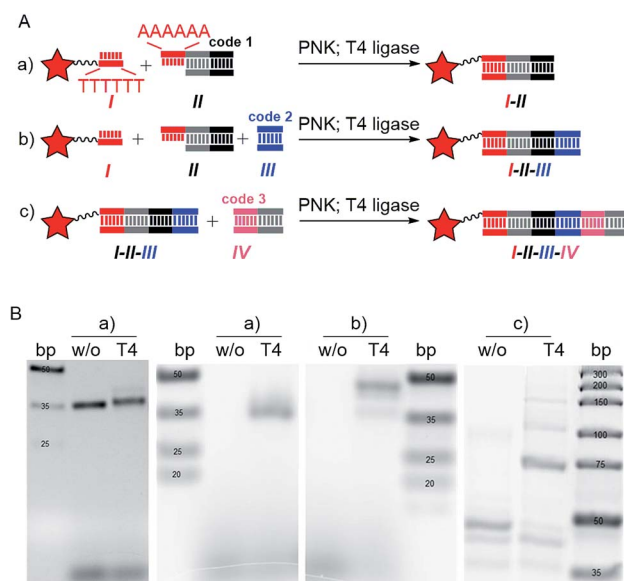 A
AAAAAA
code 1
PNK; T4 ligase
a)
+
TTTTTT
I
II
I-II
code 2
PNK; T4 ligase
b)
+
+
I
II
III
I-II-III
code 3
PNK; T4 ligase
c)
+
I-II-III
IV
I-II-III-IV
B
a)
a)
b)
c)
bp w/o T4
bp w/o T4
w/o T4 bp
w/o T4 bp
50
35
25
50
35
25
20
50
35
25
20
300
200
150
100
75
50
35